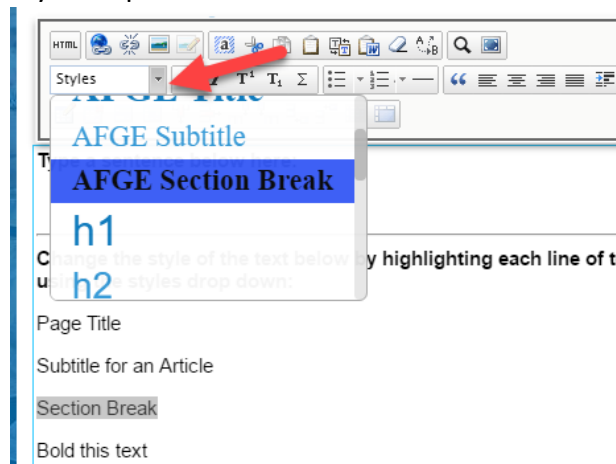 HTML
Styles
T¹ T₁ Σ
AFGE Title
AFGE Subtitle
Type a sentence below here:
AFGE Section Break
h1
Change the style of the text below by highlighting each line of t
using the styles drop down:
h2
Page Title
Subtitle for an Article
Section Break
Bold this text